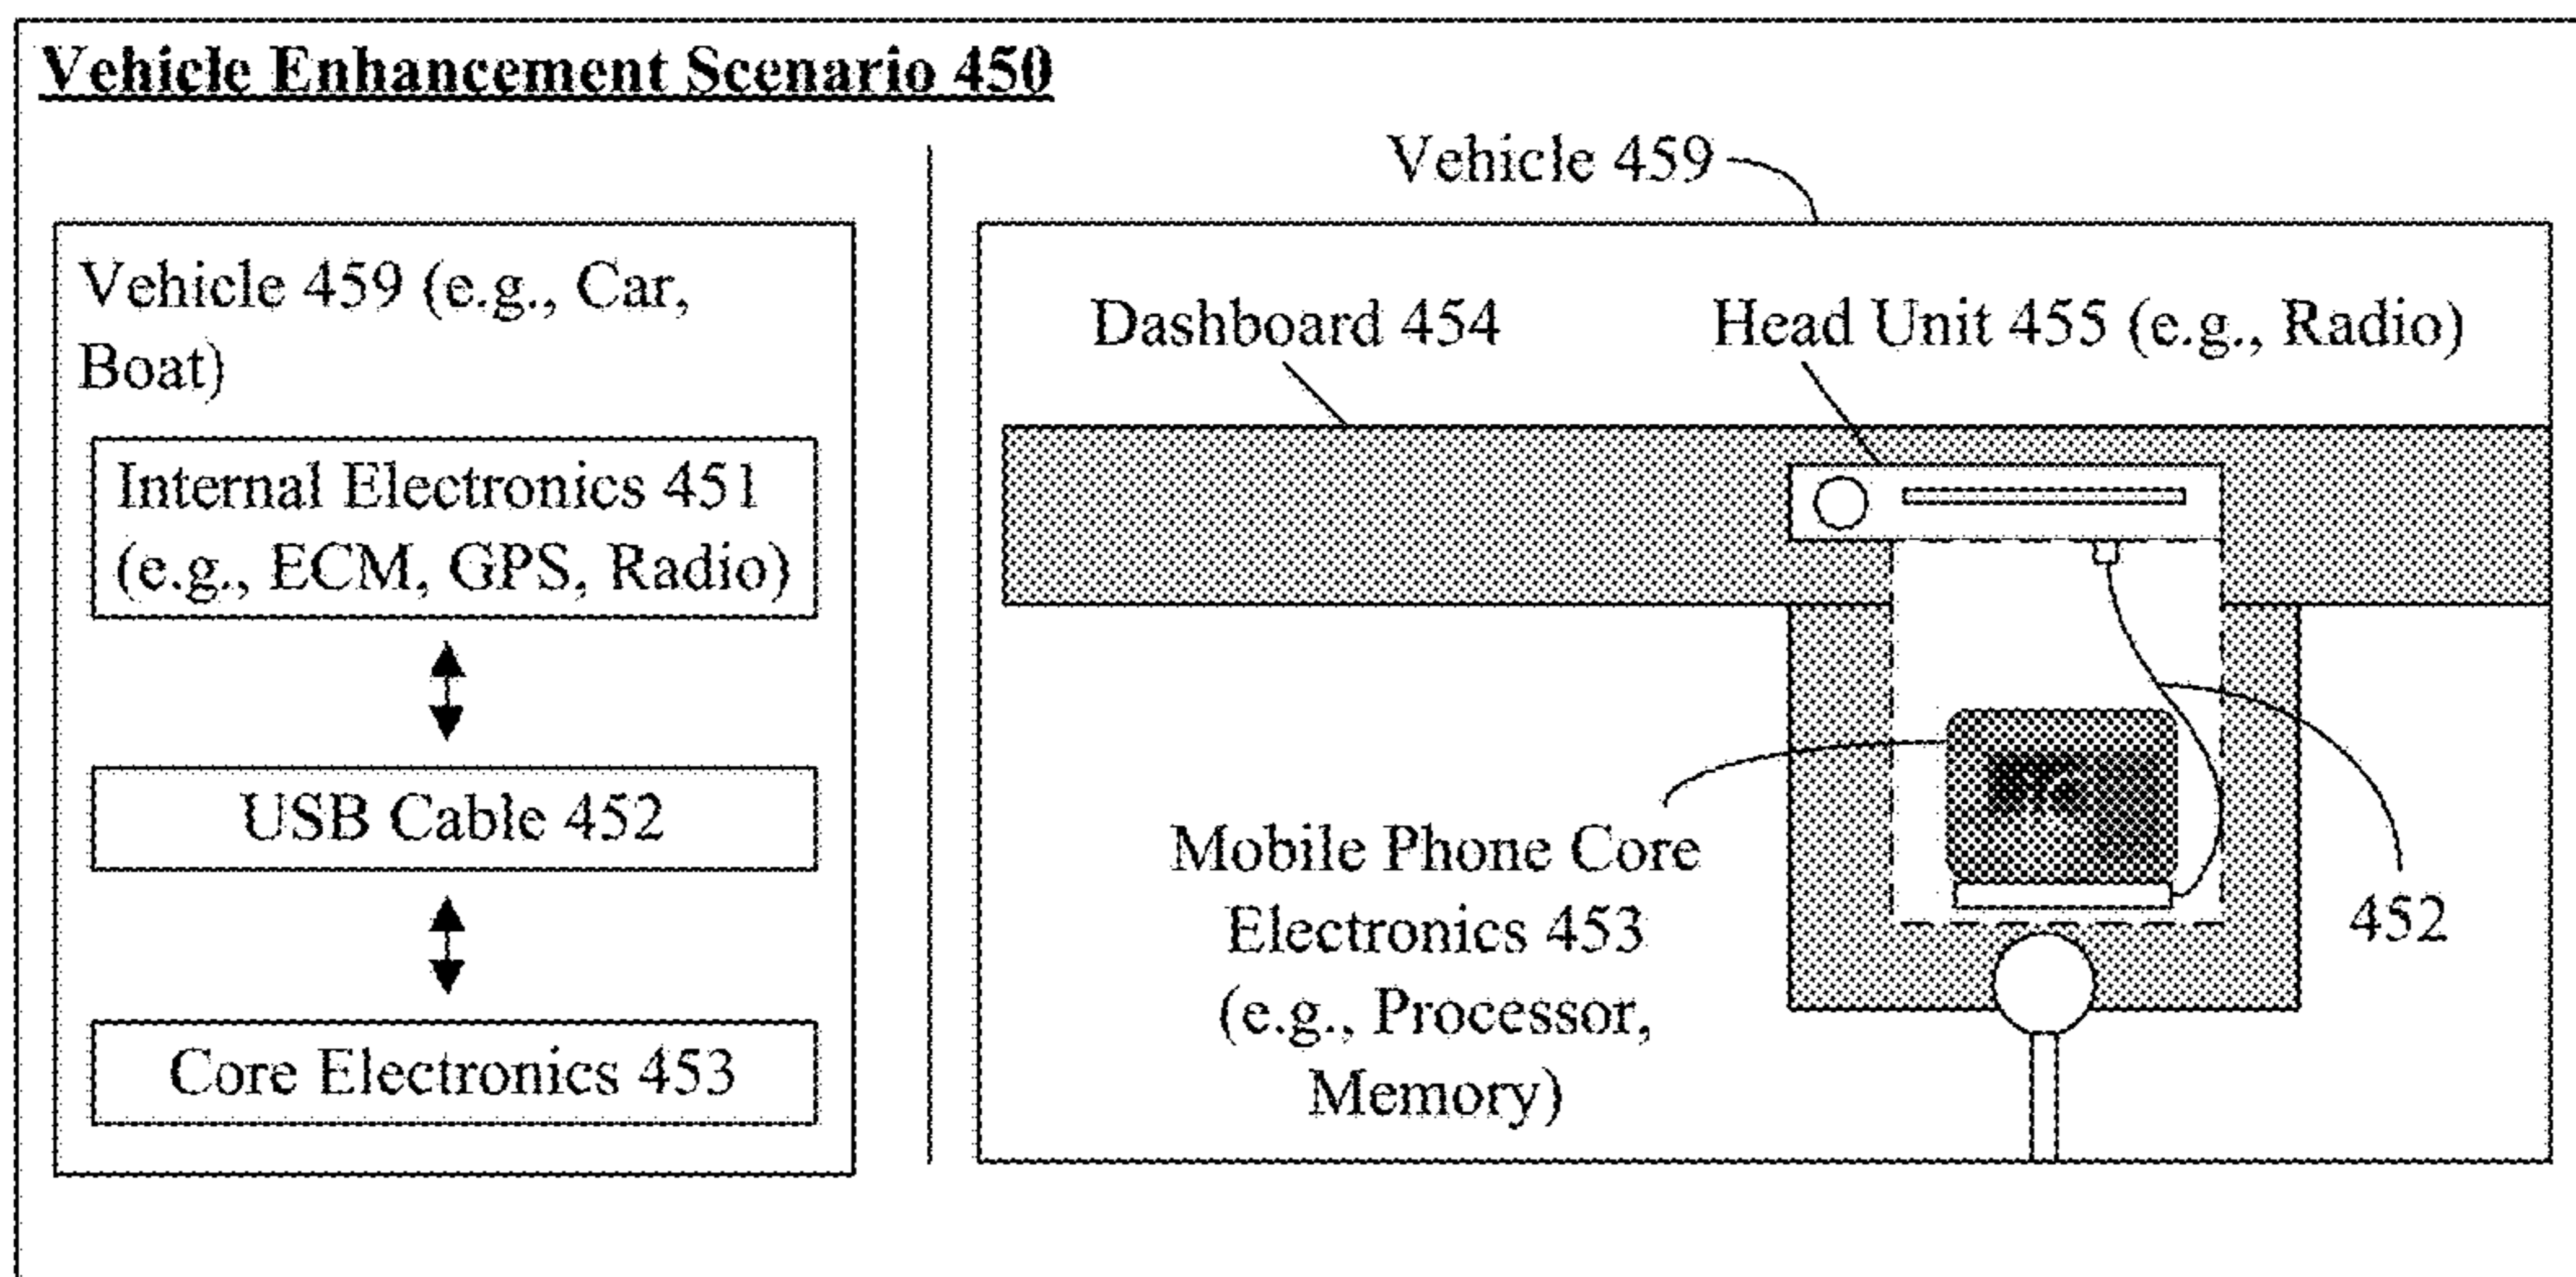 Vehicle Enhancement Scenario 450
Vehicle 459 (e.g., Car,
Boat)
Internal Electronics 451
(e.g., ECM, GPS, Radio)
USB Cable 452
Core Electronics 453
Vehicle 459
Dashboard 454
Head Unit 455 (e.g., Radio)
Mobile Phone Core
Electronics 453
(e.g., Processor,
Memory)
452